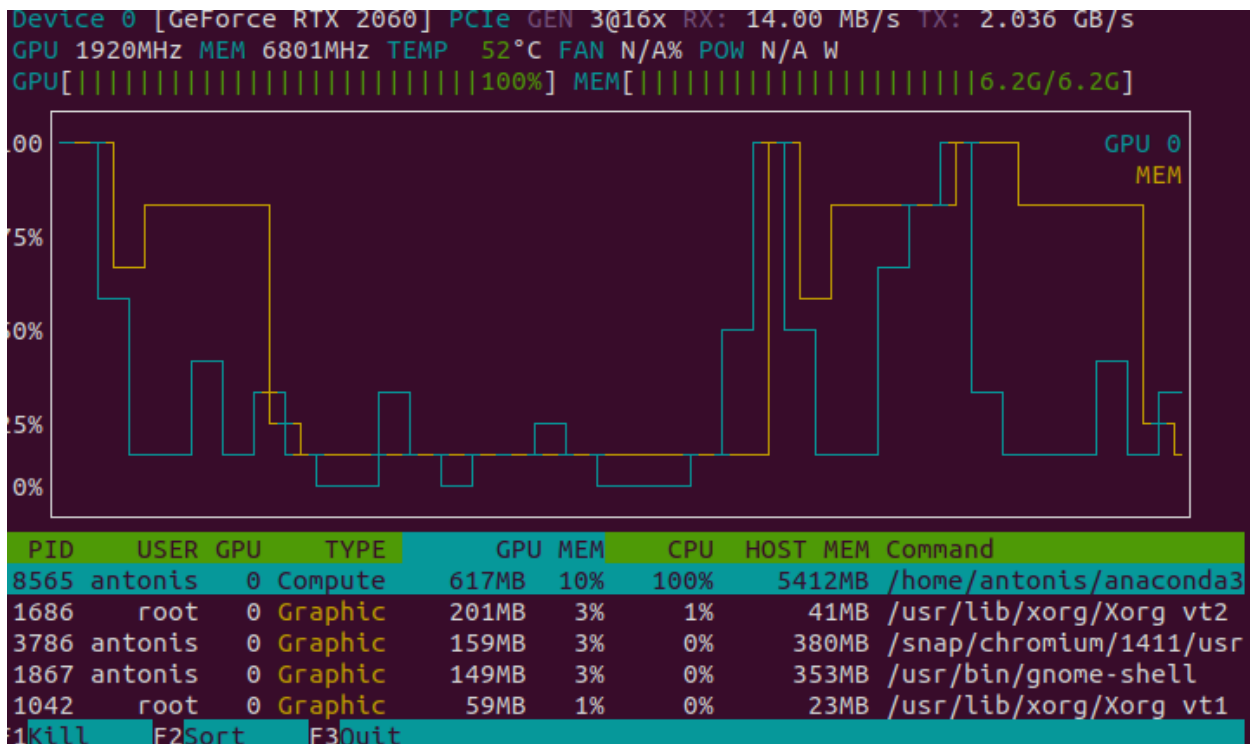 Device 0 [GeForce RTX 2060] PCIe GEN 3@16x RX: 14.00 MB/s TX: 2.036 GB/s
GPU 1920MHz MEM 6801MHz TEMP 52°C FAN N/A% POW N/A W
GPU[||||||||||||||||||||||||||100%] MEM[||||||||||||||||||||||6.2G/6.2G]
100
GPU 0
MEM
75%
50%
25%
0%
PID USER GPU TYPE GPU MEM CPU HOST MEM Command
8565 antonis 0 Compute 617MB 10% 100% 5412MB /home/antonis/anaconda3
1686 root 0 Graphic 201MB 3% 1% 41MB /usr/lib/xorg/Xorg vt2
3786 antonis 0 Graphic 159MB 3% 0% 380MB /snap/chromium/1411/usr
1867 antonis 0 Graphic 149MB 3% 0% 353MB /usr/bin/gnome-shell
1042 root 0 Graphic 59MB 1% 0% 23MB /usr/lib/xorg/Xorg vt1
F1Kill F2Sort F3Quit